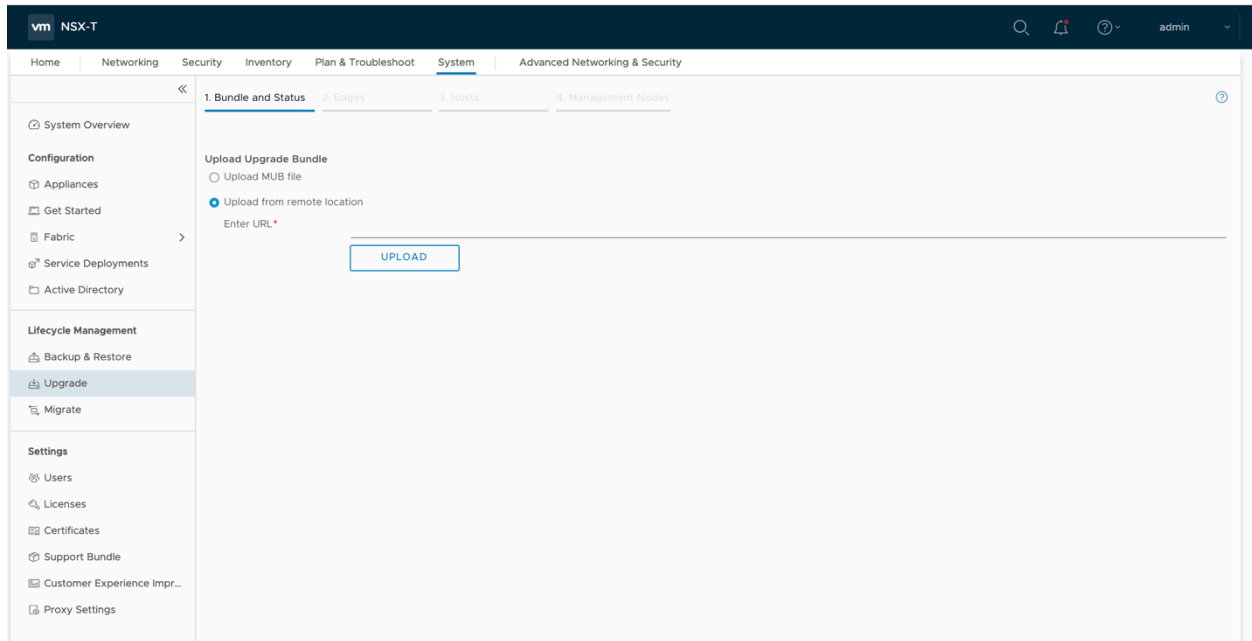 vm NSX-T admin
Home Networking Security Inventory Plan & Troubleshoot System Advanced Networking & Security
1. Bundle and Status 2. Edges 3. Hosts 4. Management Nodes
System Overview
Configuration
Appliances
Get Started
Fabric
Service Deployments
Active Directory
Lifecycle Management
Backup & Restore
Upgrade
Migrate
Settings
Users
Licenses
Certificates
Support Bundle
Customer Experience Impr...
Proxy Settings
Upload Upgrade Bundle
Upload MUB file
Upload from remote location
Enter URL*
UPLOAD